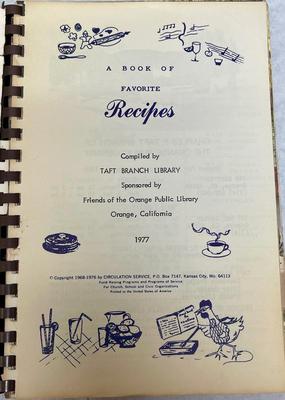 A BOOK OF
FAVORITE
Recipes
Compiled by
TAFT BRANCH LIBRARY
Sponsored by
Friends of the Orange Public Library
Orange, California
1977
© Copyright 1968-1976 by CIRCULATION SERVICE, P.O. Box 7147, Kansas City, Mo. 64113
Fund Raising Programs and Programs of Service
For Church, School and Civic Organizations
Printed in the United States of America